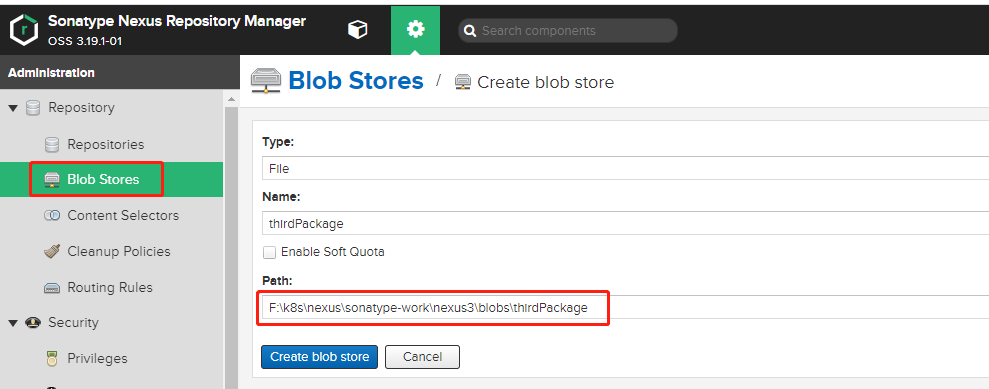 Sonatype Nexus Repository Manager
OSS 3.19.1-01
Search components
Administration
Blob Stores / Create blob store
Repository
Repositories
Blob Stores
Content Selectors
Cleanup Policies
Routing Rules
Security
Privileges
Type:
File
Name:
thirdPackage
Enable Soft Quota
Path:
F:\k8s\nexus\sonatype-work\nexus3\blobs\thirdPackage
Create blob store
Cancel